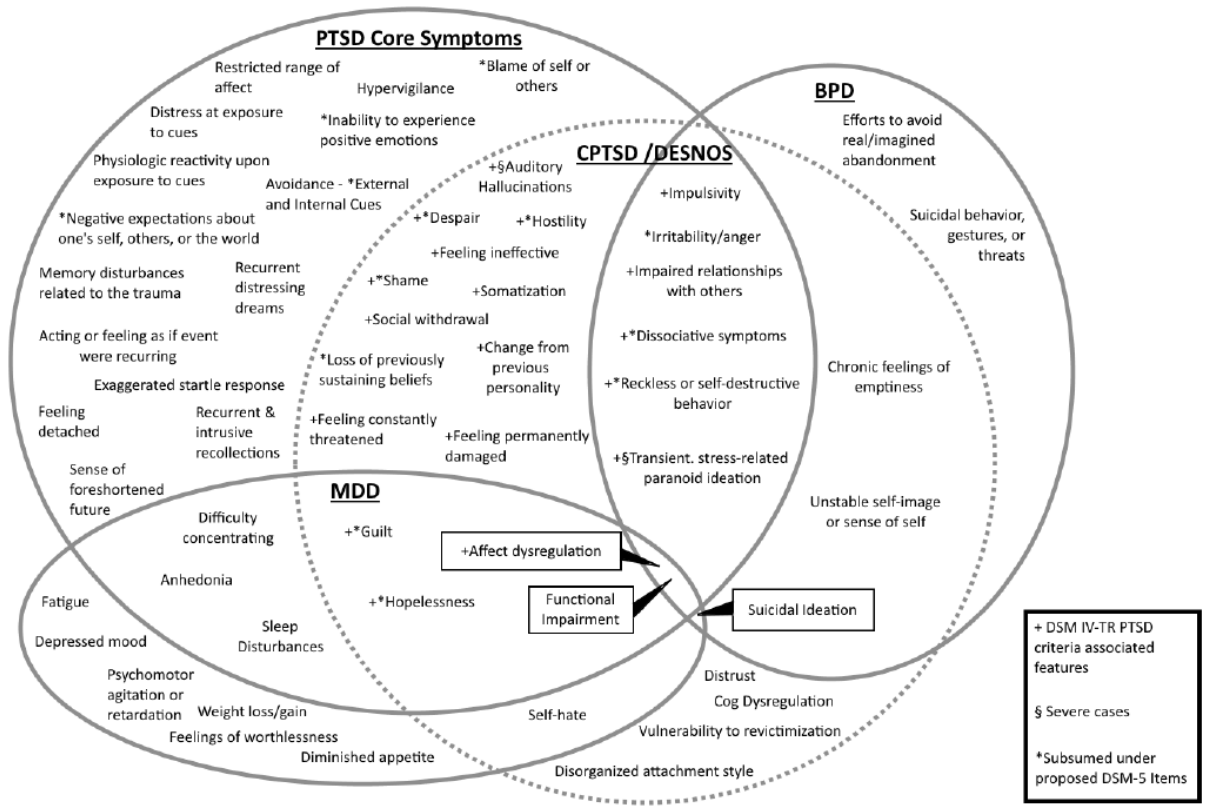 PTSD Core Symptoms
Restricted range of
affect
Hypervigilance
*Blame of self or
others
Distress at exposure
to cues
*Inability to experience
positive emotions
Physiologic reactivity upon
exposure to cues
Avoidance - *External
and Internal Cues
*Negative expectations about
one's self, others, or the world
Memory disturbances
related to the trauma
Recurrent
distressing
dreams
Acting or feeling as if event
were recurring
Exaggerated startle response
Feeling
detached
Recurrent &
intrusive
recollections
Sense of
foreshortened
future
CPTSD /DESNOS
+§Auditory
Hallucinations
+*Despair
+*Hostility
+Feeling ineffective
+*Shame
+Somatization
+Social withdrawal
*Loss of previously
sustaining beliefs
+Change from
previous
personality
+Feeling constantly
threatened
+Feeling permanently
damaged
+Impulsivity
*Irritability/anger
+Impaired relationships
with others
+*Dissociative symptoms
+*Reckless or self-destructive
behavior
+§Transient. stress-related
paranoid ideation
BPD
Efforts to avoid
real/imagined
abandonment
Suicidal behavior,
gestures, or
threats
Chronic feelings of
emptiness
Unstable self-image
or sense of self
MDD
Difficulty
concentrating
+*Guilt
Anhedonia
+*Hopelessness
Fatigue
Depressed mood
Sleep
Disturbances
Psychomotor
agitation or
retardation
Weight loss/gain
Feelings of worthlessness
Diminished appetite
Self-hate
+Affect dysregulation
Functional
Impairment
Suicidal Ideation
Distrust
Cog Dysregulation
Vulnerability to revictimization
Disorganized attachment style
+ DSM IV-TR PTSD
criteria associated
features
§ Severe cases
*Subsumed under
proposed DSM-5 Items